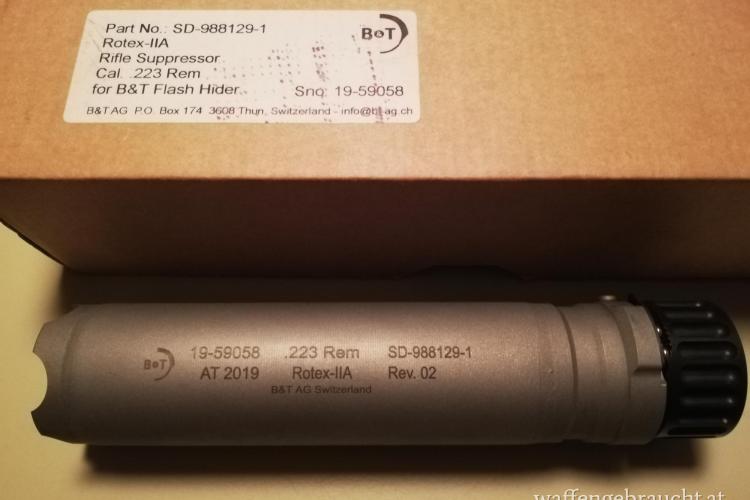 Part No.: SD-988129-1
Rotex-IIA
Rifle Suppressor
Cal. .223 Rem
for B&T Flash Hider
Sno: 19-59058
B&T AG P.O. Box 174 3608 Thun, Switzerland - info@bt-ag.ch
B&T
B&T
19-59058 .223 Rem SD-988129-1
AT 2019 Rotex-IIA Rev. 02
B&T AG Switzerland
waffengebraucht.at